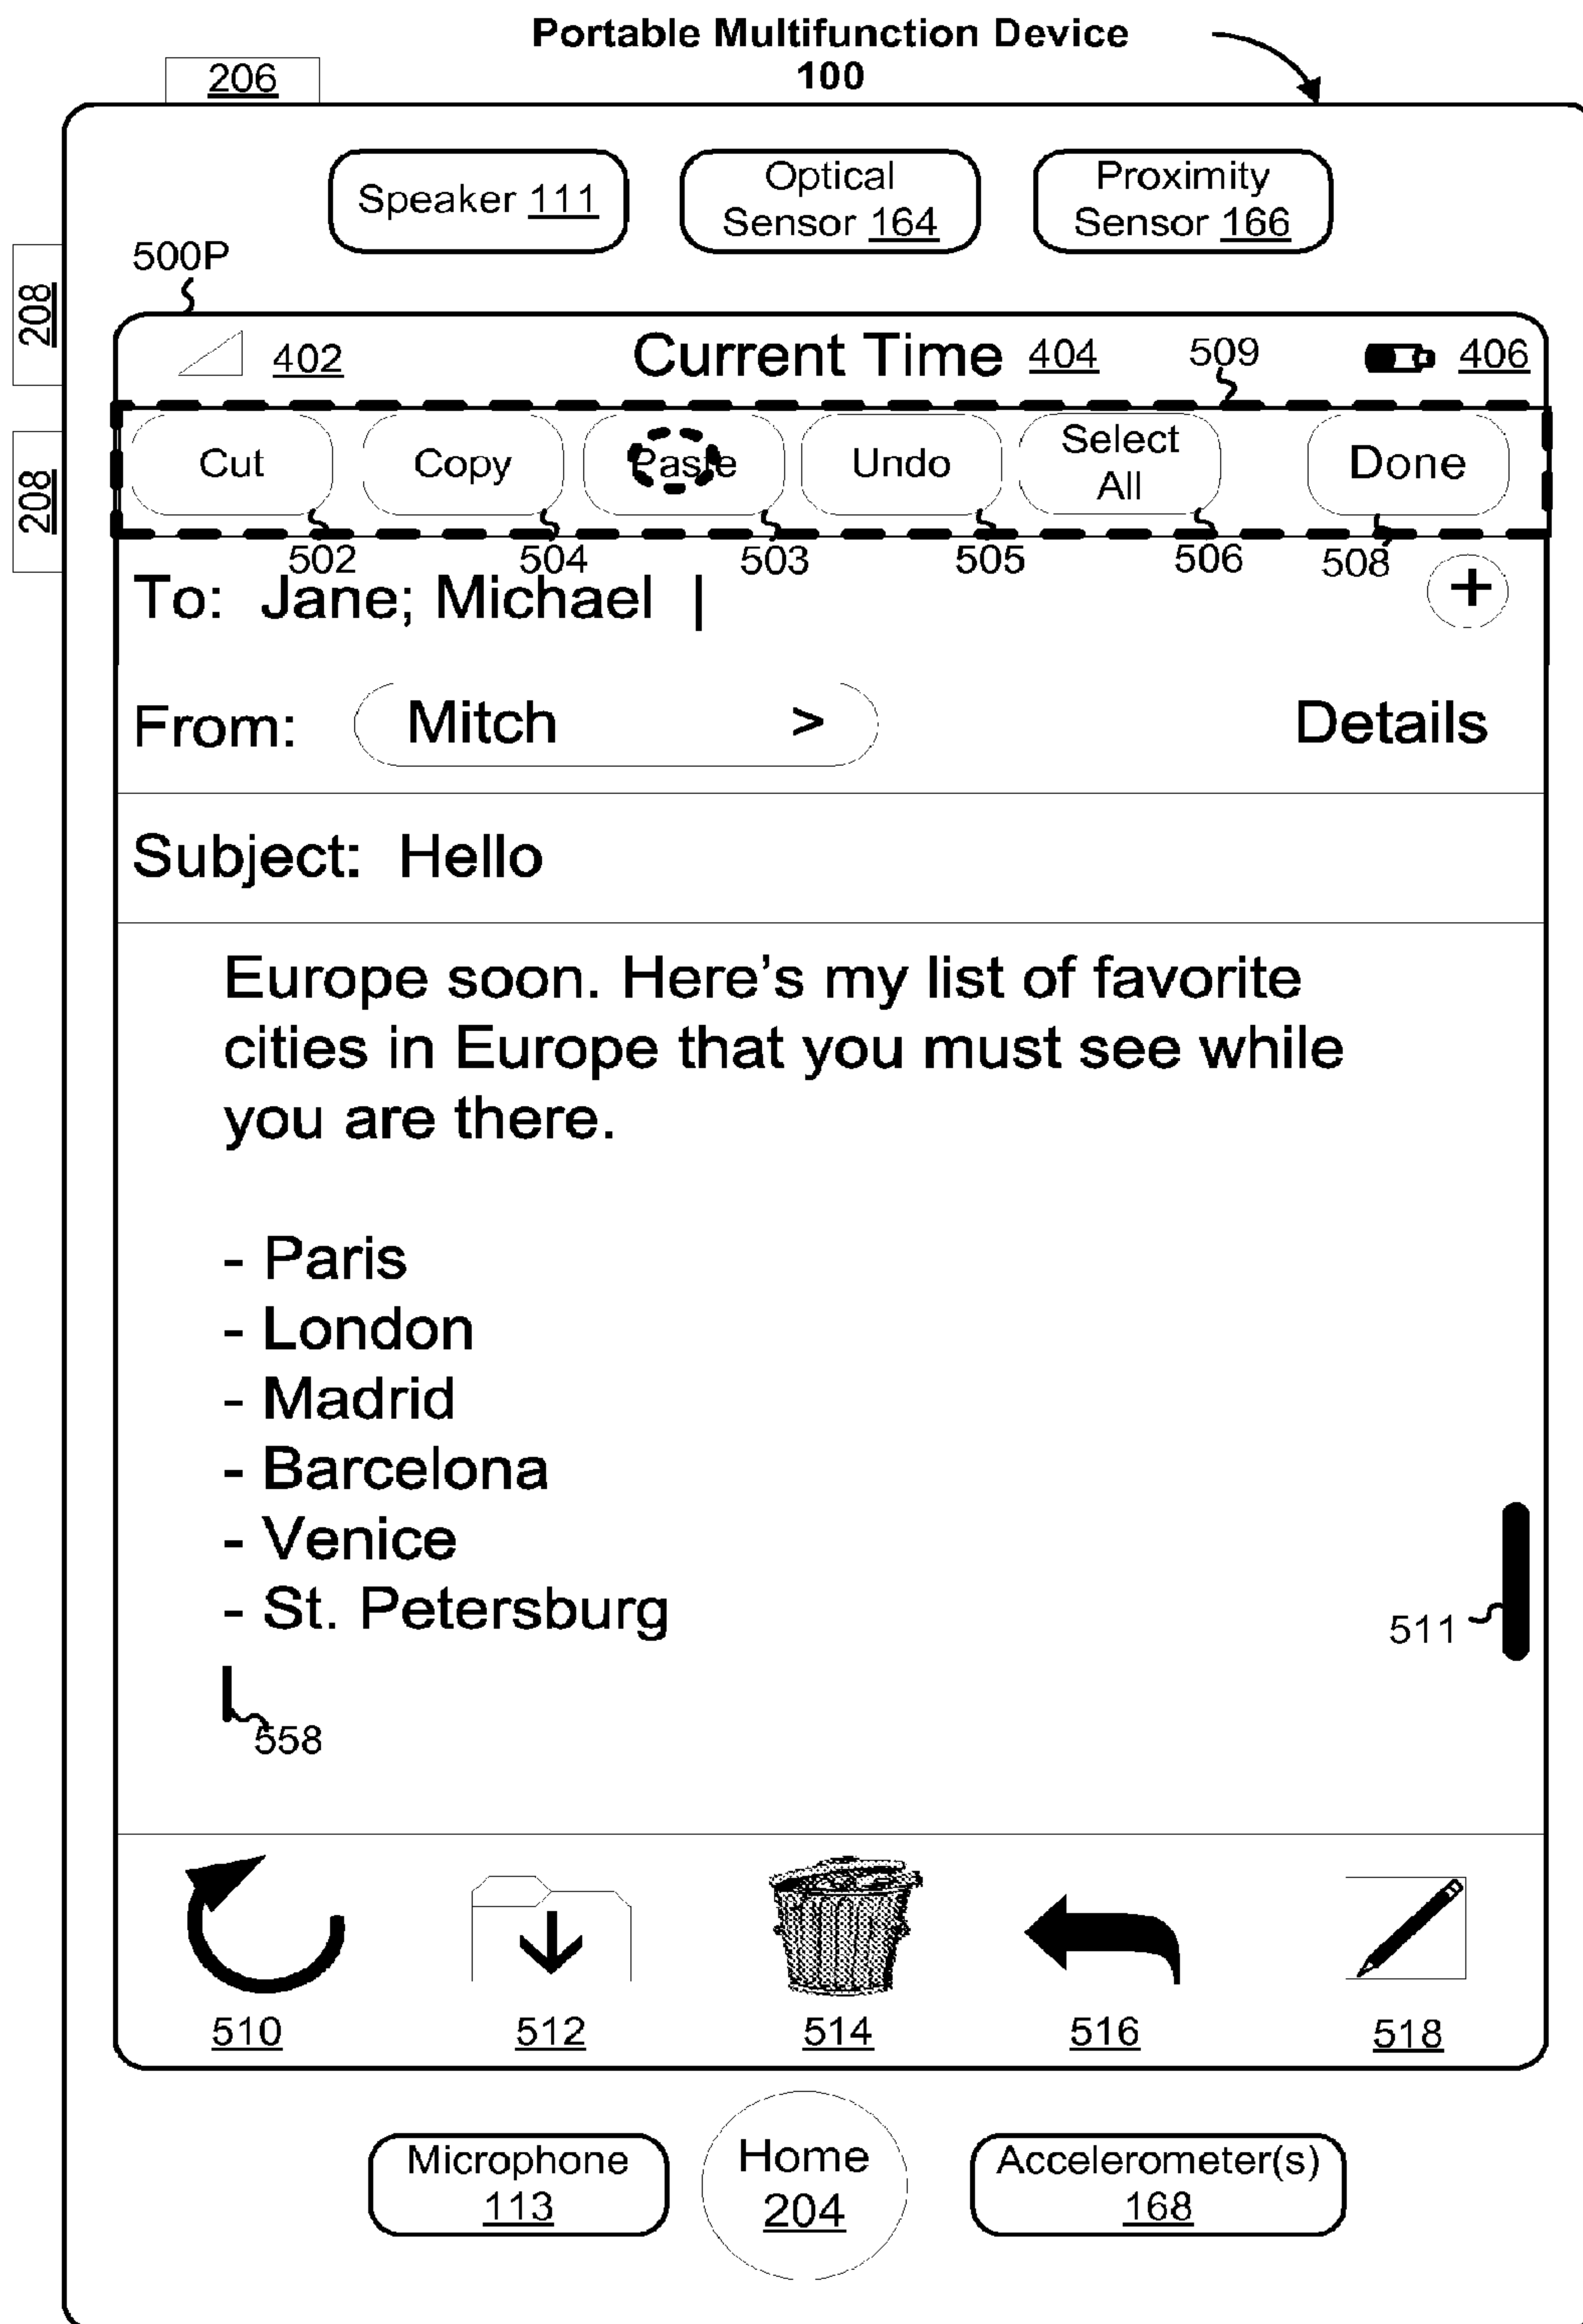 Portable Multifunction Device
100
206
Speaker 111
Optical
Sensor 164
Proximity
Sensor 166
500P
208
208
402
Current Time 404
509
406
Cut
Copy
Paste
Undo
Select
All
Done
502
504
503
505
506
508
To: Jane; Michael |
+
From: Mitch >
Details
Subject: Hello
Europe soon. Here’s my list of favorite
cities in Europe that you must see while
you are there.
- Paris
- London
- Madrid
- Barcelona
- Venice
- St. Petersburg
511
558
510
512
514
516
518
Microphone
113
Home
204
Accelerometer(s)
168